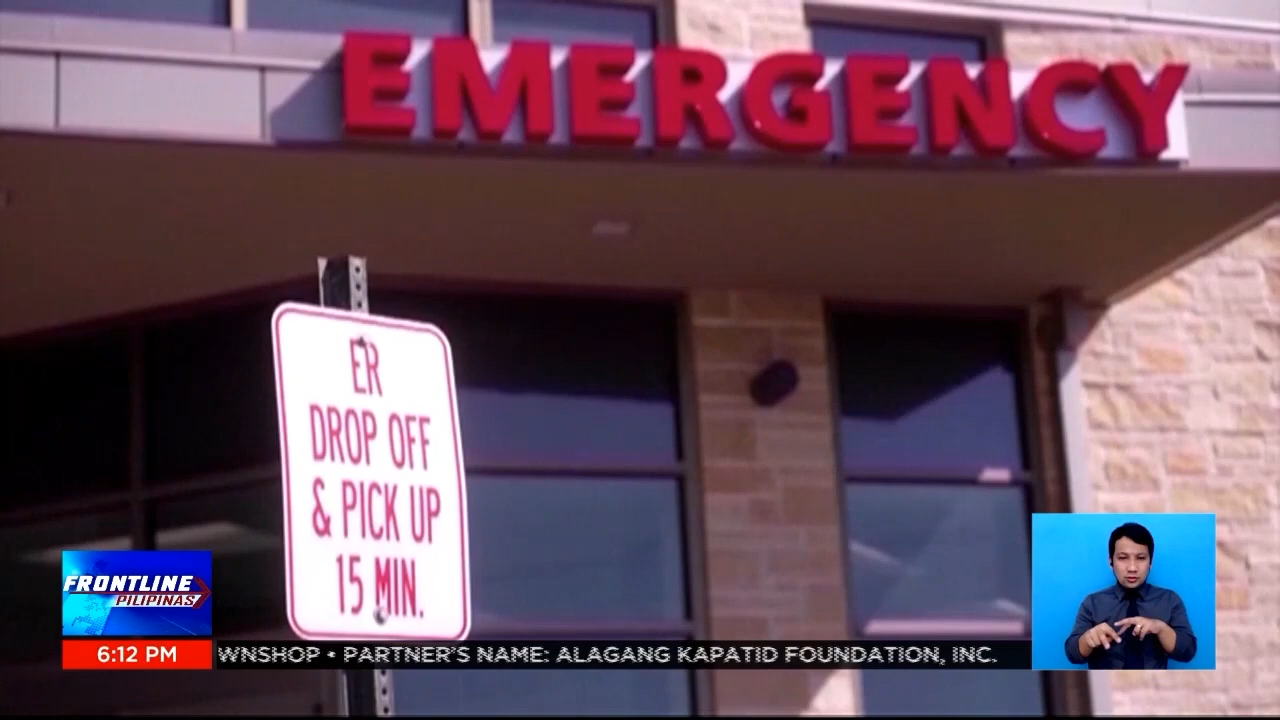 EMERGENCY
ER
DROP OFF
& PICK UP
15 MIN.
FRONTLINE
PILIPINAS
6:12 PM
WNSHOP • PARTNER'S NAME: ALAGANG KAPATID FOUNDATION, INC.